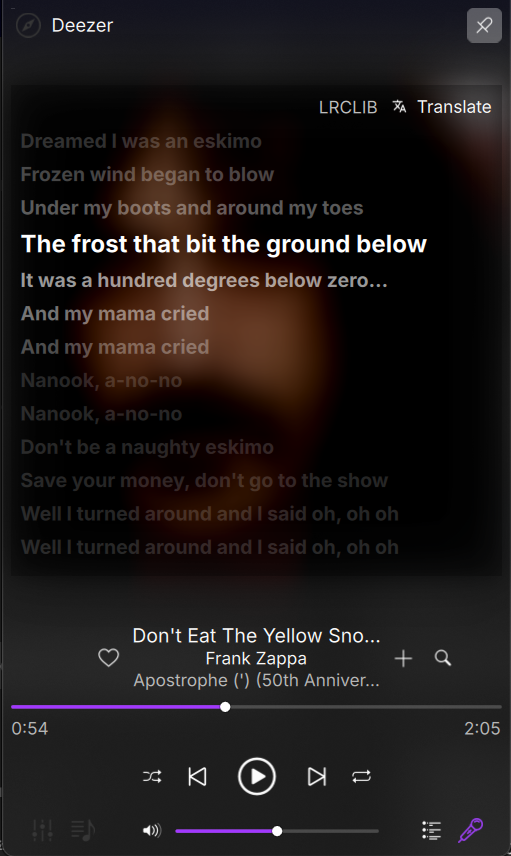 Deezer
LRCLIB Translate
Dreamed I was an eskimo
Frozen wind began to blow
Under my boots and around my toes
The frost that bit the ground below
It was a hundred degrees below zero...
And my mama cried
And my mama cried
Nanook, a-no-no
Nanook, a-no-no
Don't be a naughty eskimo
Save your money, don't go to the show
Well I turned around and I said oh, oh oh
Well I turned around and I said oh, oh oh
Don't Eat The Yellow Sno...
Frank Zappa
Apostrophe (') (50th Anniver...
0:54 2:05